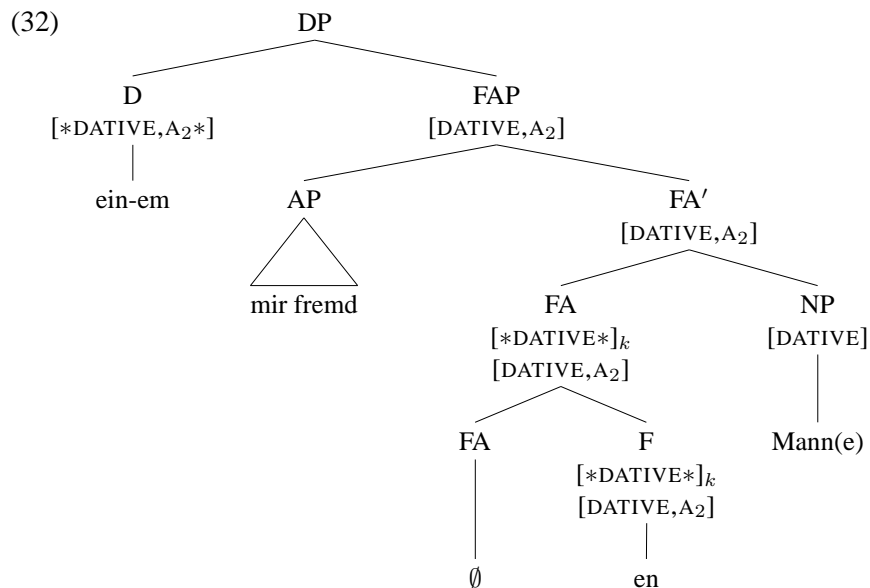 (32) DP
D FAP
[∗DATIVE,A₂∗] [DATIVE,A₂]
ein-em AP FA′
[DATIVE,A₂]
mir fremd FA NP
[∗DATIVE∗]ₖ [DATIVE]
[DATIVE,A₂]
FA F Mann(e)
[∗DATIVE∗]ₖ
[DATIVE,A₂]
∅ en